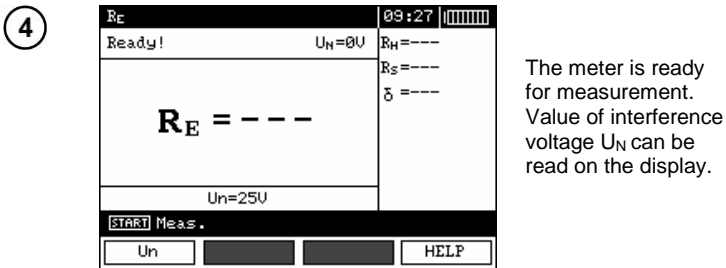 4
RE 09:27
Ready! UN=0V
RH=---
RS=---
δ =---
RE = – – –
Un=25V
START Meas.
Un HELP
The meter is ready
for measurement.
Value of interference
voltage UN can be
read on the display.